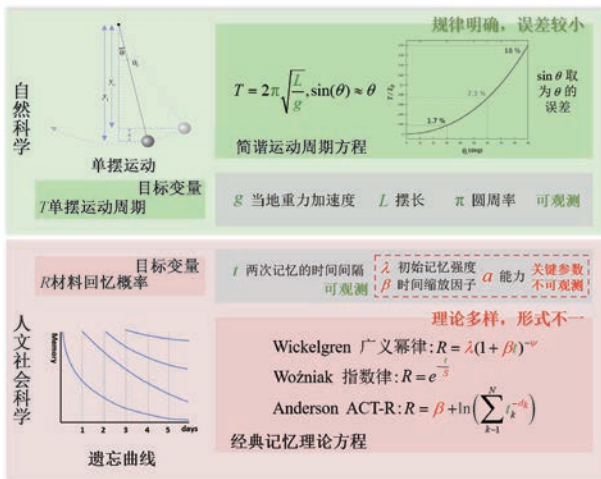 规律明确，误差较小
自然科学
T = 2π√(L/g), sin(θ) ≈ θ
简谐运动周期方程
18 %
7.3 %
1.7 %
sin θ 取
为 θ 的
误差
单摆运动
目标变量
T单摆运动周期
g 当地重力加速度 L 摆长 π 圆周率 可观测
目标变量
R材料回忆概率
t 两次记忆的时间间隔
可观测
λ 初始记忆强度
β 时间缩放因子
a 能力
关键参数
不可观测
人文社会科学
Memory
0 1 2 3 4 5 days
遗忘曲线
理论多样，形式不一
Wickelgren 广义幂律：R = λ(1 + βt)^{-ψ}
Woźniak 指数律：R = e^{-t/S}
Anderson ACT-R：R = β + ln(∑_{k-1}^{N} t_k^{-d_k})
经典记忆理论方程